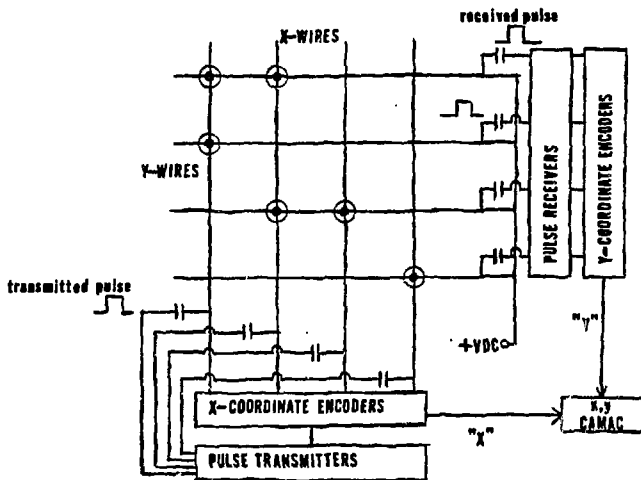 received pulse
X-WIRES
Y-WIRES
PULSE RECEIVERS
Y-COORDINATE ENCODERS
transmitted pulse
+VDC
"Y"
X-COORDINATE ENCODERS
"X"
x,y
CAMAC
PULSE TRANSMITTERS